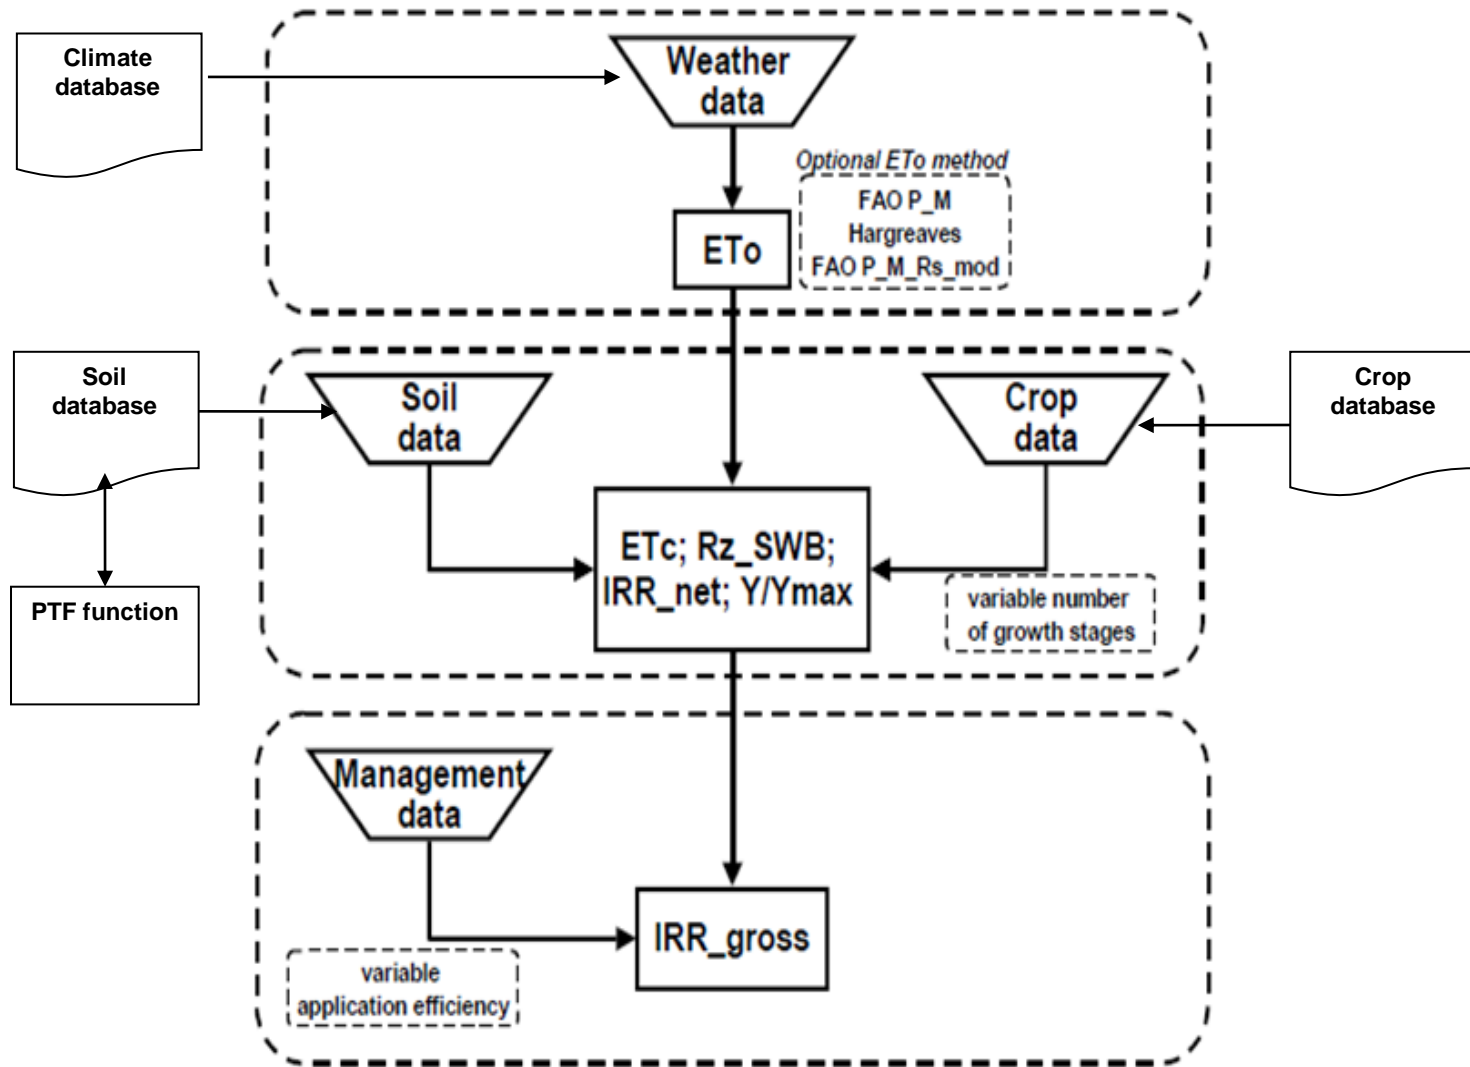 Climate
database
Weather
data
Optional ETo method
FAO P_M
Hargreaves
FAO P_M_Rs_mod
ETo
Soil
database
Soil
data
Crop
data
Crop
database
ETc; Rz_SWB;
IRR_net; Y/Ymax
variable number
of growth stages
PTF function
Management
data
IRR_gross
variable
application efficiency